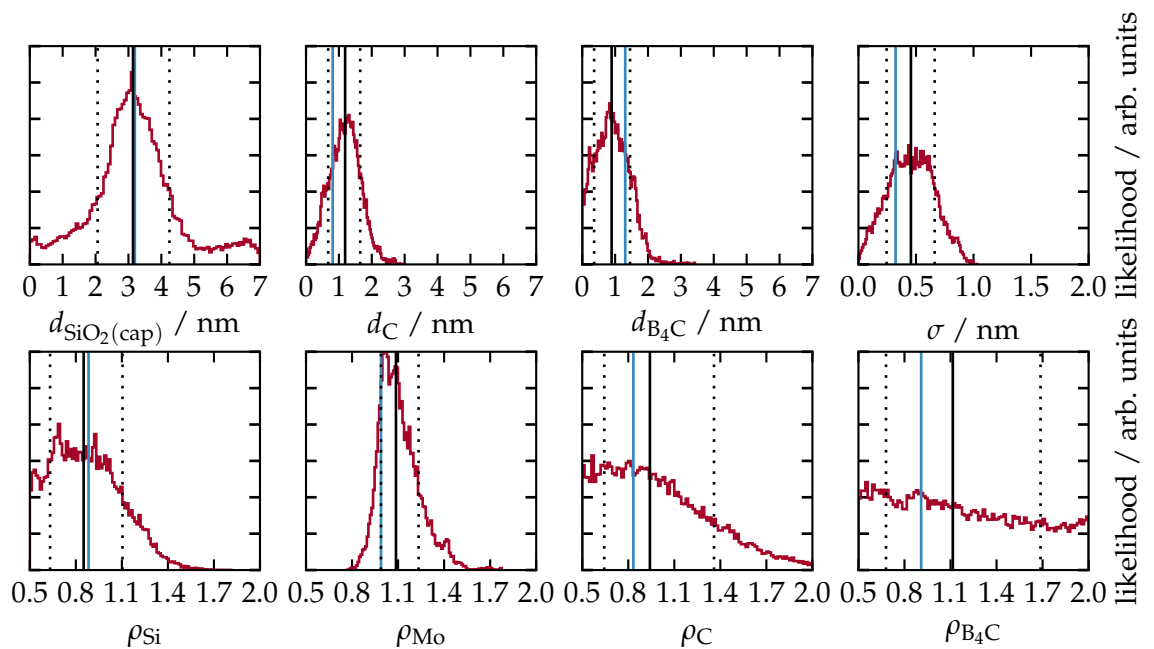 0 1 2 3 4 5 6 7 0 1 2 3 4 5 6 7 0 1 2 3 4 5 6 7 0.0 0.5 1.0 1.5 2.0
d_SiO₂(cap) / nm d_C / nm d_B₄C / nm σ / nm
likelihood / arb. units
0.5 0.8 1.1 1.4 1.7 2.0 0.5 0.8 1.1 1.4 1.7 2.0 0.5 0.8 1.1 1.4 1.7 2.0 0.5 0.8 1.1 1.4 1.7 2.0
ρ_Si ρ_Mo ρ_C ρ_B₄C
likelihood / arb. units